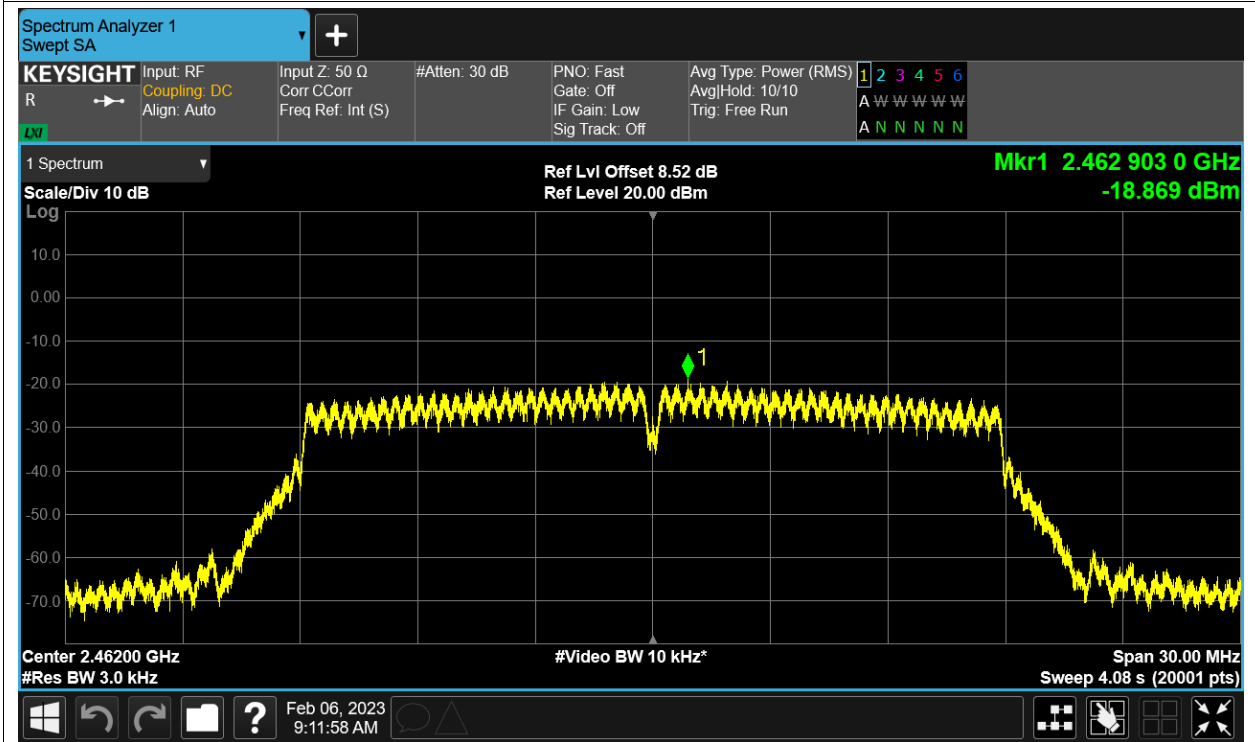 Spectrum Analyzer 1
Swept SA
KEYSIGHT
R
LXI
Input: RF
Coupling: DC
Align: Auto
Input Z: 50 Ω
Corr CCorr
Freq Ref: Int (S)
#Atten: 30 dB
PNO: Fast
Gate: Off
IF Gain: Low
Sig Track: Off
Avg Type: Power (RMS)
Avg|Hold: 10/10
Trig: Free Run
1 2 3 4 5 6
A W W W W W
A N N N N N
1 Spectrum
Scale/Div 10 dB
Log
Ref Lvl Offset 8.52 dB
Ref Level 20.00 dBm
Mkr1 2.462 903 0 GHz
-18.869 dBm
10.0
0.00
-10.0
1
-20.0
-30.0
-40.0
-50.0
-60.0
-70.0
Center 2.46200 GHz
#Res BW 3.0 kHz
#Video BW 10 kHz*
Span 30.00 MHz
Sweep 4.08 s (20001 pts)
?
Feb 06, 2023
9:11:58 AM